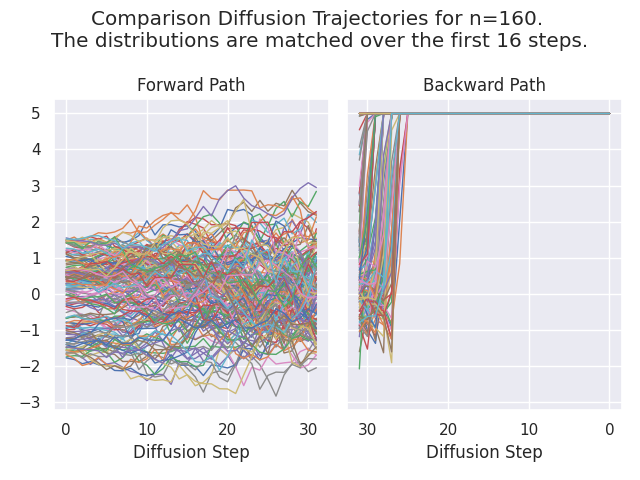 Comparison Diffusion Trajectories for n=160.
The distributions are matched over the first 16 steps.
Forward Path
Backward Path
5
4
3
2
1
0
−1
−2
−3
0 10 20 30
30 20 10 0
Diffusion Step
Diffusion Step